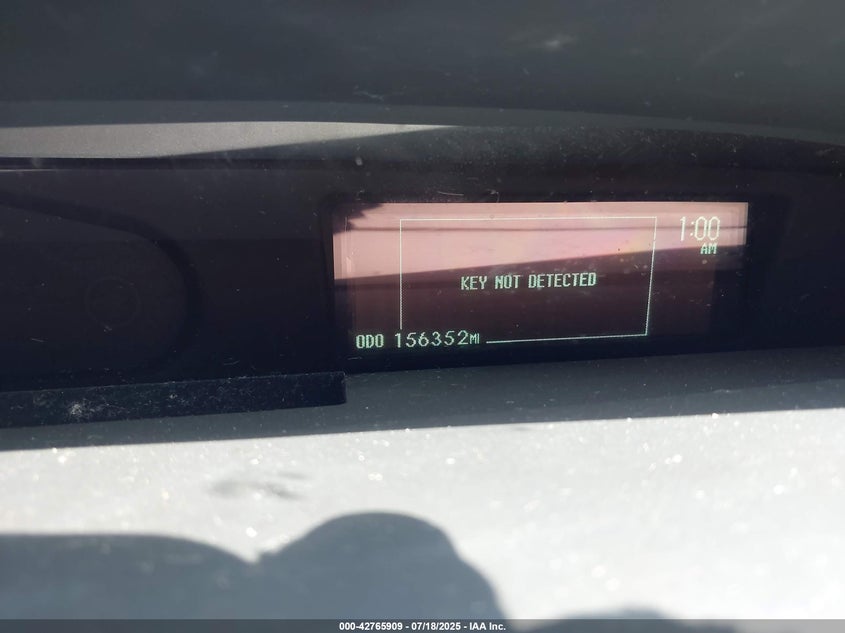 1:00
AM
KEY NOT DETECTED
ODO 156352MI
000-42765909 - 07/18/2025 - IAA Inc.